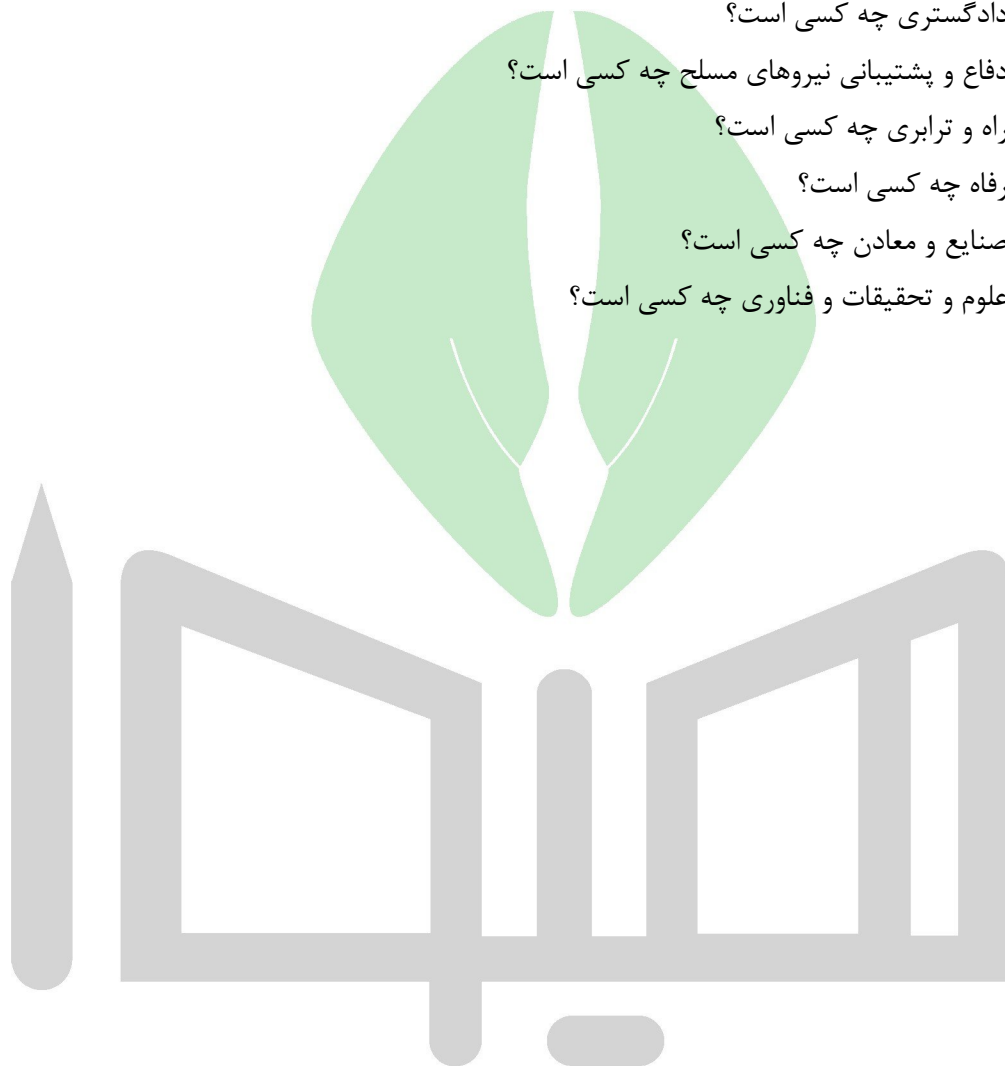 دادگستری چه کسی است؟
دفاع و پشتیبانی نیروهای مسلح چه کسی است؟
راه و ترابری چه کسی است؟
رفاه چه کسی است؟
صنایع و معادن چه کسی است؟
علوم و تحقیقات و فناوری چه کسی است؟